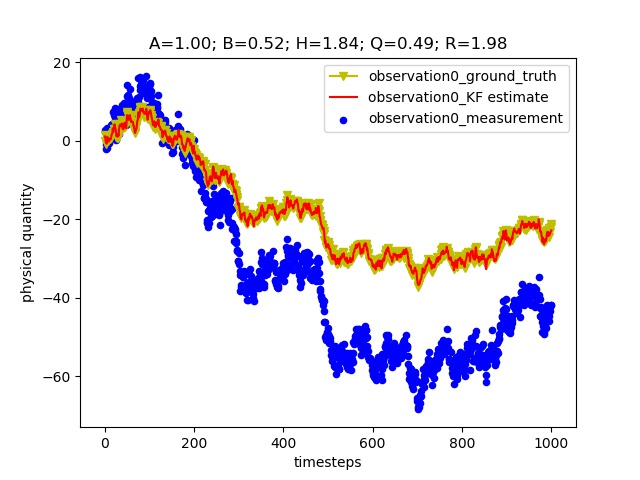 A=1.00; B=0.52; H=1.84; Q=0.49; R=1.98
observation0_ground_truth
observation0_KF estimate
observation0_measurement
physical quantity
20
0
−20
−40
−60
0 200 400 600 800 1000
timesteps